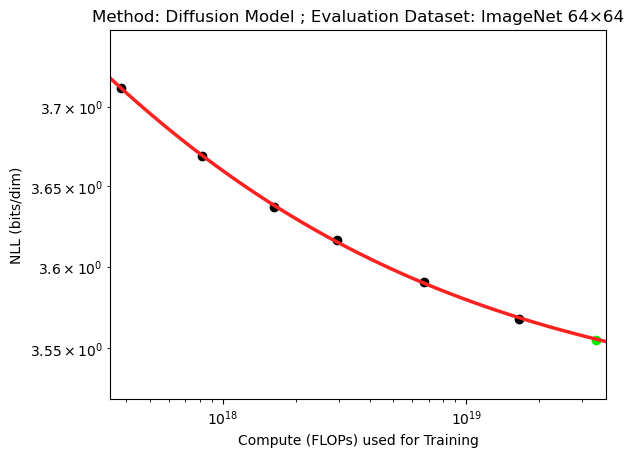 Method: Diffusion Model ; Evaluation Dataset: ImageNet 64×64
3.7 × 10⁰
3.65 × 10⁰
3.6 × 10⁰
3.55 × 10⁰
NLL (bits/dim)
10¹⁸
10¹⁹
Compute (FLOPs) used for Training